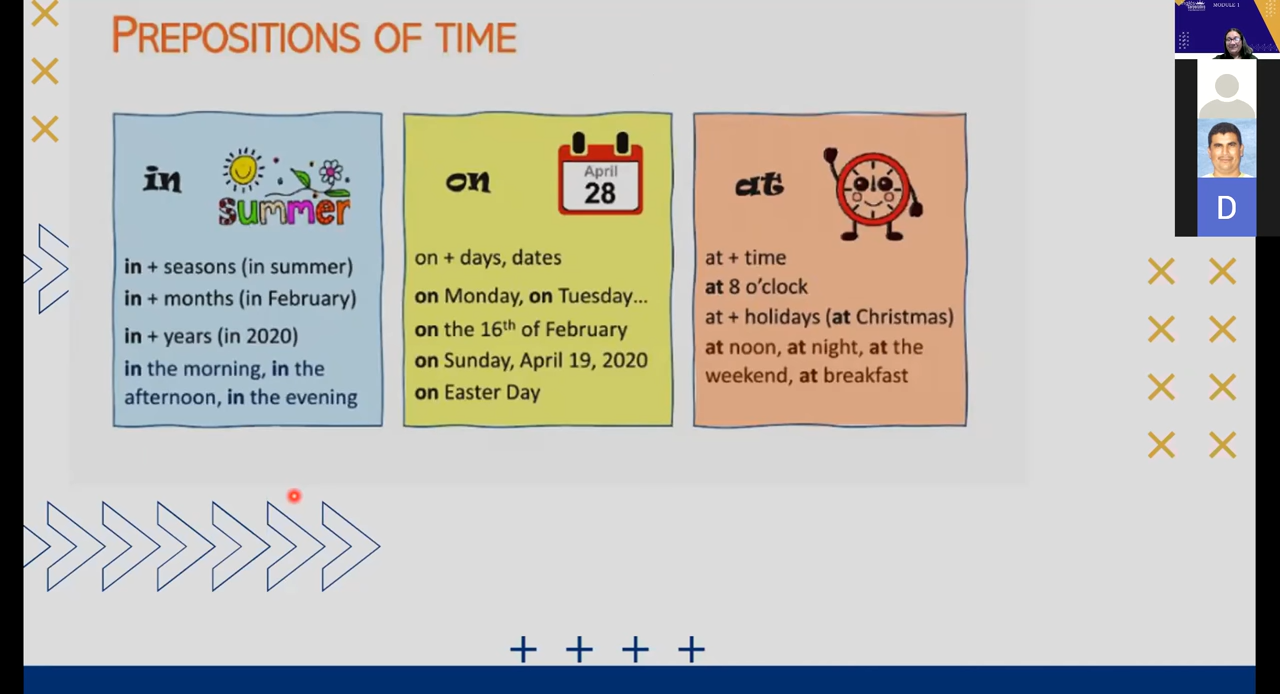 PREPOSITIONS OF TIME
in
summer
in + seasons (in summer)
in + months (in February)
in + years (in 2020)
in the morning, in the
afternoon, in the evening
on
April
28
on + days, dates
on Monday, on Tuesday...
on the 16th of February
on Sunday, April 19, 2020
on Easter Day
at
at + time
at 8 o'clock
at + holidays (at Christmas)
at noon, at night, at the
weekend, at breakfast
MODULE 1
D